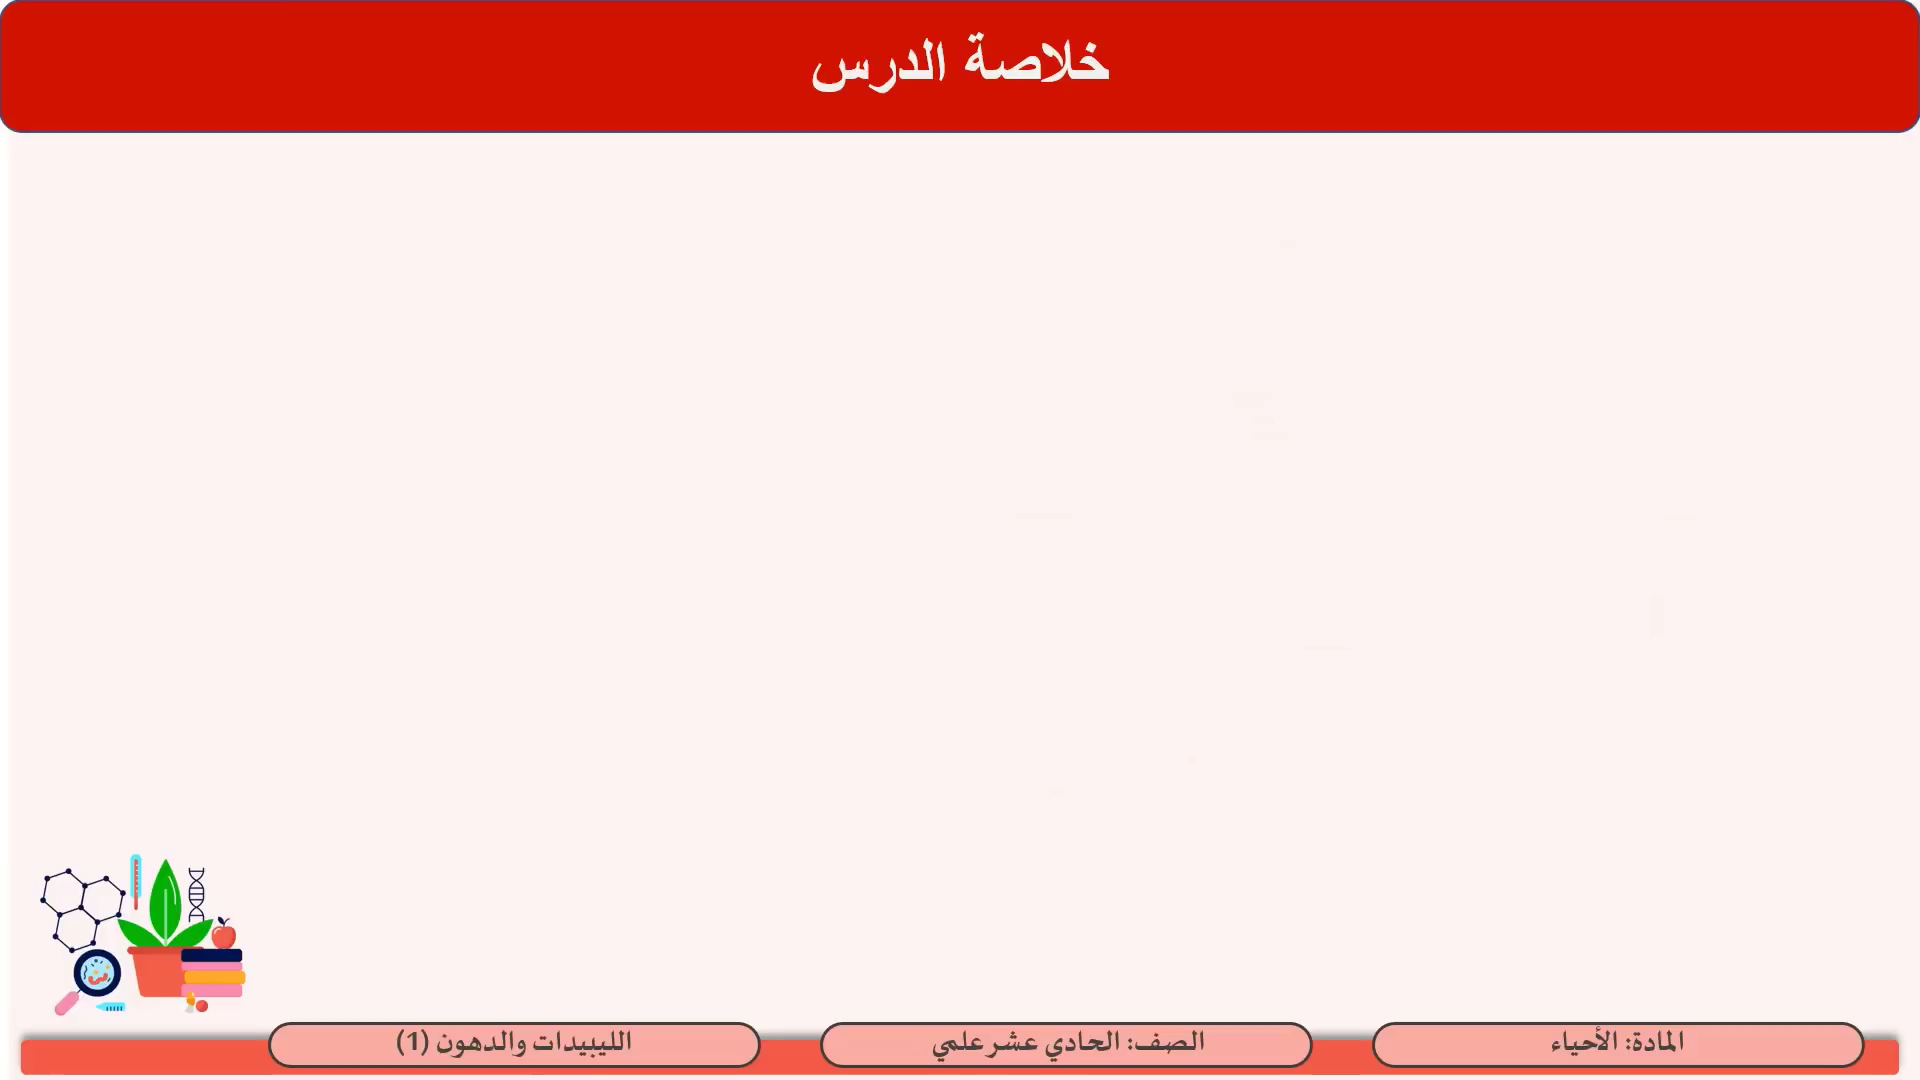 خلاصة الدرس
المادة: الأحياء
الصف: الحادي عشر علمي
الليبيدات والدهون (1)